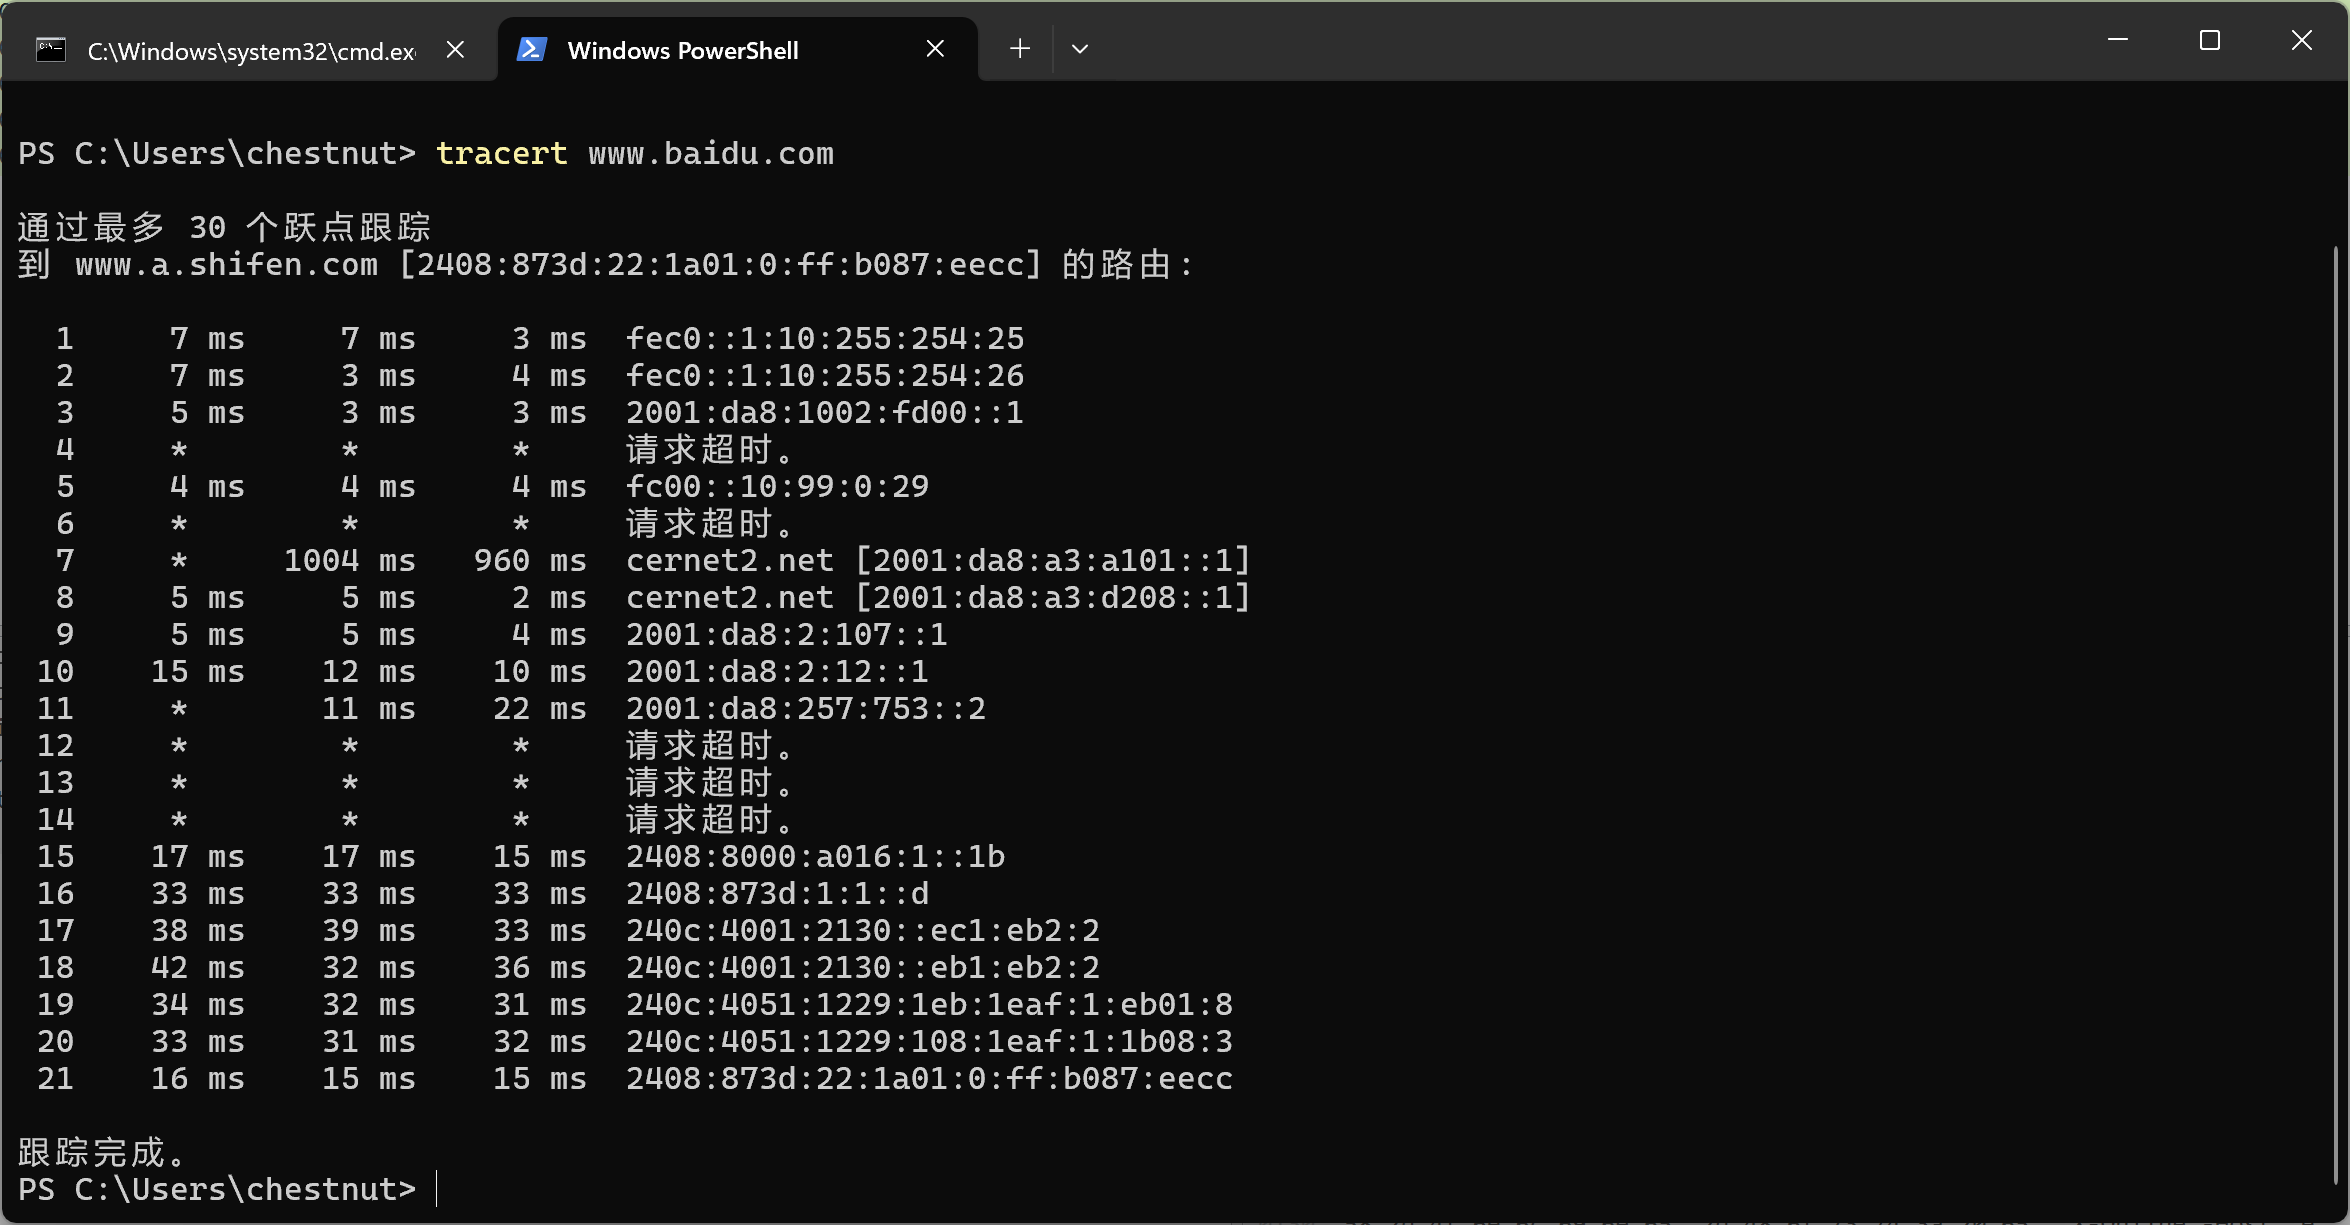 C:\Windows\system32\cmd.ex
Windows PowerShell
PS C:\Users\chestnut> tracert www.baidu.com
通过最多 30 个跃点跟踪
到 www.a.shifen.com [2408:873d:22:1a01:0:ff:b087:eecc] 的路由:
1 7 ms 7 ms 3 ms fec0::1:10:255:254:25
2 7 ms 3 ms 4 ms fec0::1:10:255:254:26
3 5 ms 3 ms 3 ms 2001:da8:1002:fd00::1
4 * * * 请求超时。
5 4 ms 4 ms 4 ms fc00::10:99:0:29
6 * * * 请求超时。
7 * 1004 ms 960 ms cernet2.net [2001:da8:a3:a101::1]
8 5 ms 5 ms 2 ms cernet2.net [2001:da8:a3:d208::1]
9 5 ms 5 ms 4 ms 2001:da8:2:107::1
10 15 ms 12 ms 10 ms 2001:da8:2:12::1
11 * 11 ms 22 ms 2001:da8:257:753::2
12 * * * 请求超时。
13 * * * 请求超时。
14 * * * 请求超时。
15 17 ms 17 ms 15 ms 2408:8000:a016:1::1b
16 33 ms 33 ms 33 ms 2408:873d:1:1::d
17 38 ms 39 ms 33 ms 240c:4001:2130::ec1:eb2:2
18 42 ms 32 ms 36 ms 240c:4001:2130::eb1:eb2:2
19 34 ms 32 ms 31 ms 240c:4051:1229:1eb:1eaf:1:eb01:8
20 33 ms 31 ms 32 ms 240c:4051:1229:108:1eaf:1:1b08:3
21 16 ms 15 ms 15 ms 2408:873d:22:1a01:0:ff:b087:eecc
跟踪完成。
PS C:\Users\chestnut>